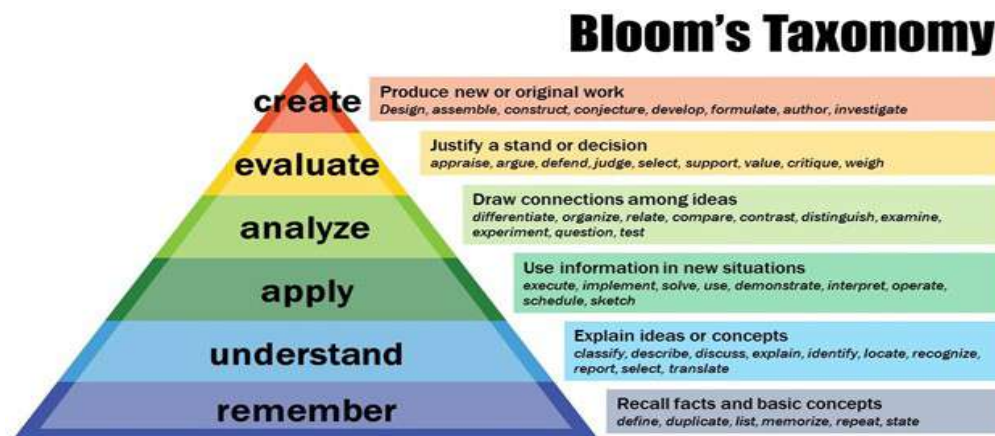 Bloom's Taxonomy
create
Produce new or original work
Design, assemble, construct, conjecture, develop, formulate, author, investigate
evaluate
Justify a stand or decision
appraise, argue, defend, judge, select, support, value, critique, weigh
analyze
Draw connections among ideas
differentiate, organize, relate, compare, contrast, distinguish, examine,
experiment, question, test
apply
Use information in new situations
execute, implement, solve, use, demonstrate, interpret, operate,
schedule, sketch
understand
Explain ideas or concepts
classify, describe, discuss, explain, identify, locate, recognize,
report, select, translate
remember
Recall facts and basic concepts
define, duplicate, list, memorize, repeat, state